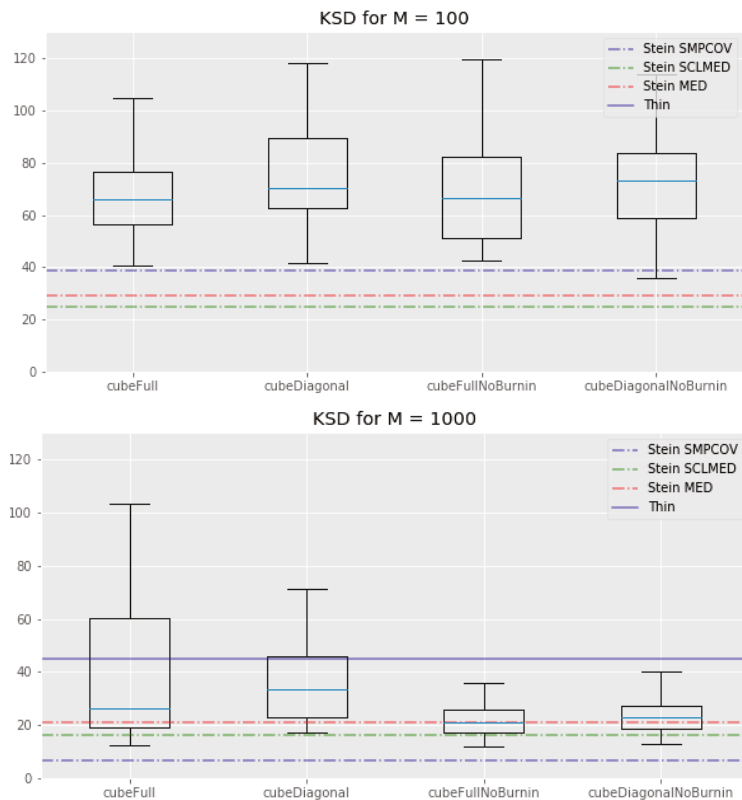 KSD for M = 100
120
100
80
60
40
20
0
Stein SMPCOV
Stein SCLMED
Stein MED
Thin
cubeFull cubeDiagonal cubeFullNoBurnin cubeDiagonalNoBurnin
KSD for M = 1000
120
100
80
60
40
20
0
Stein SMPCOV
Stein SCLMED
Stein MED
Thin
cubeFull cubeDiagonal cubeFullNoBurnin cubeDiagonalNoBurnin